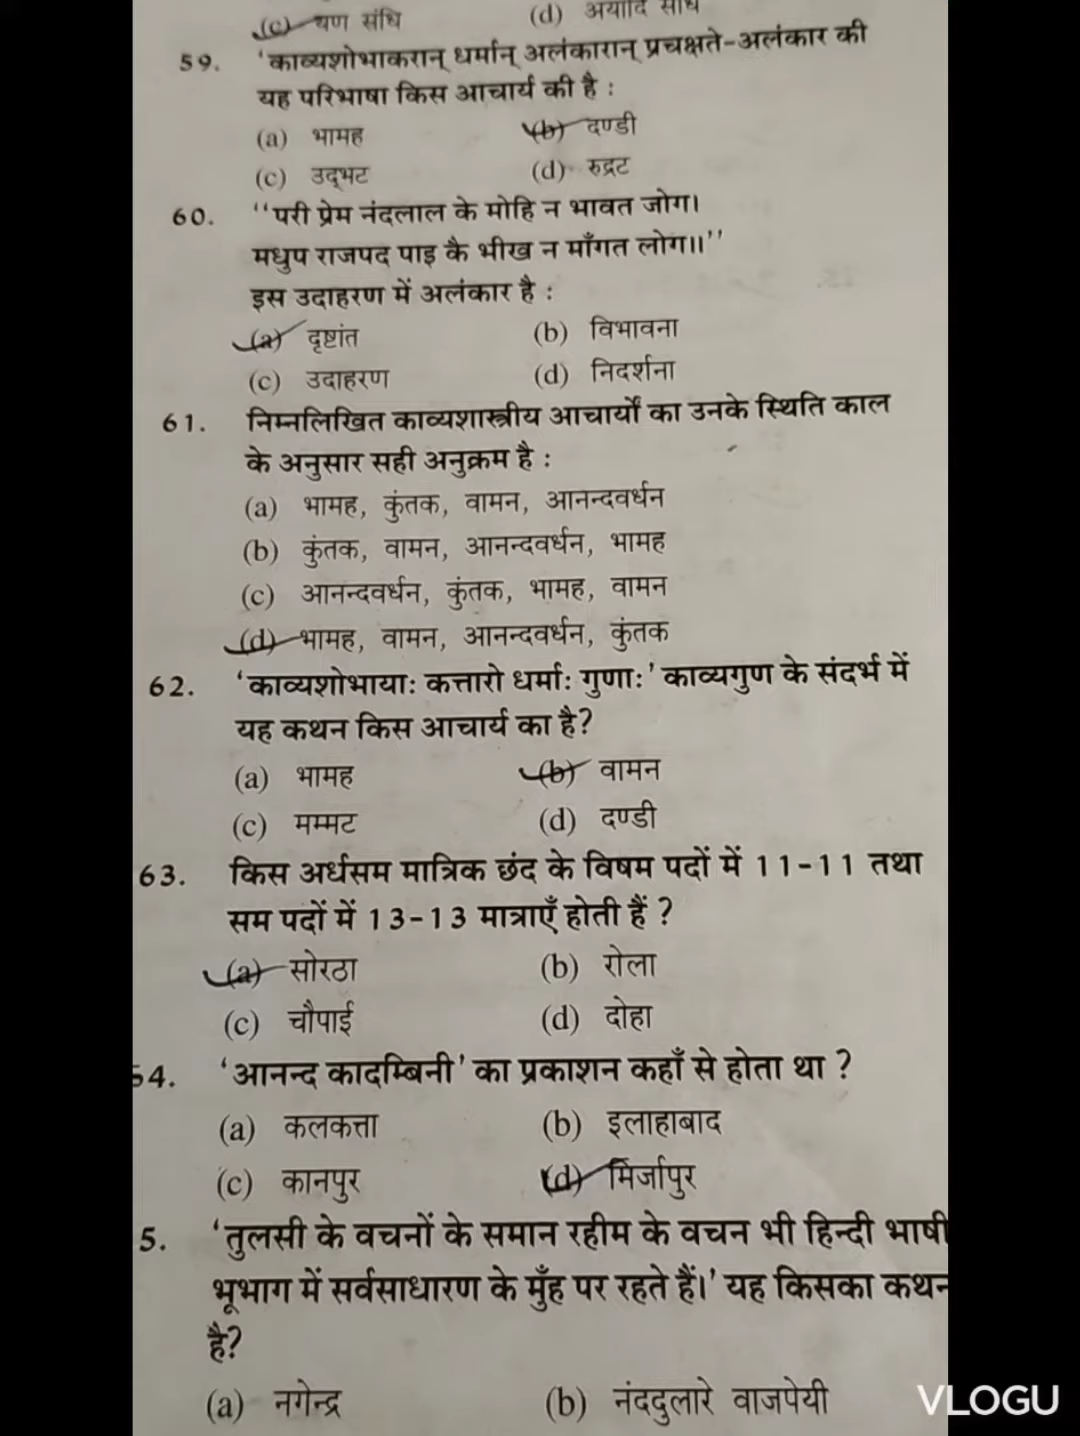 (c) यण संधि (d) अयादि संधि
59. 'काव्यशोभाकरान् धर्मान् अलंकारान् प्रचक्षते-अलंकार की
यह परिभाषा किस आचार्य की है :
(a) भामह (b) दण्डी
(c) उद्भट (d) रुद्रट
60. ''परी प्रेम नंदलाल के मोहि न भावत जोग।
मधुप राजपद पाइ कै भीख न माँगत लोग॥''
इस उदाहरण में अलंकार है :
(a) दृष्टांत (b) विभावना
(c) उदाहरण (d) निदर्शना
61. निम्नलिखित काव्यशास्त्रीय आचार्यों का उनके स्थिति काल
के अनुसार सही अनुक्रम है :
(a) भामह, कुंतक, वामन, आनन्दवर्धन
(b) कुंतक, वामन, आनन्दवर्धन, भामह
(c) आनन्दवर्धन, कुंतक, भामह, वामन
(d) भामह, वामन, आनन्दवर्धन, कुंतक
62. 'काव्यशोभायाः कत्तारो धर्माः गुणाः' काव्यगुण के संदर्भ में
यह कथन किस आचार्य का है?
(a) भामह (b) वामन
(c) मम्मट (d) दण्डी
63. किस अर्धसम मात्रिक छंद के विषम पदों में 11-11 तथा
सम पदों में 13-13 मात्राएँ होती हैं ?
(a) सोरठा (b) रोला
(c) चौपाई (d) दोहा
64. 'आनन्द कादम्बिनी' का प्रकाशन कहाँ से होता था ?
(a) कलकत्ता (b) इलाहाबाद
(c) कानपुर (d) मिर्जापुर
5. 'तुलसी के वचनों के समान रहीम के वचन भी हिन्दी भाषी
भूभाग में सर्वसाधारण के मुँह पर रहते हैं।' यह किसका कथन
है?
(a) नगेन्द्र (b) नंददुलारे वाजपेयी
VLOGU